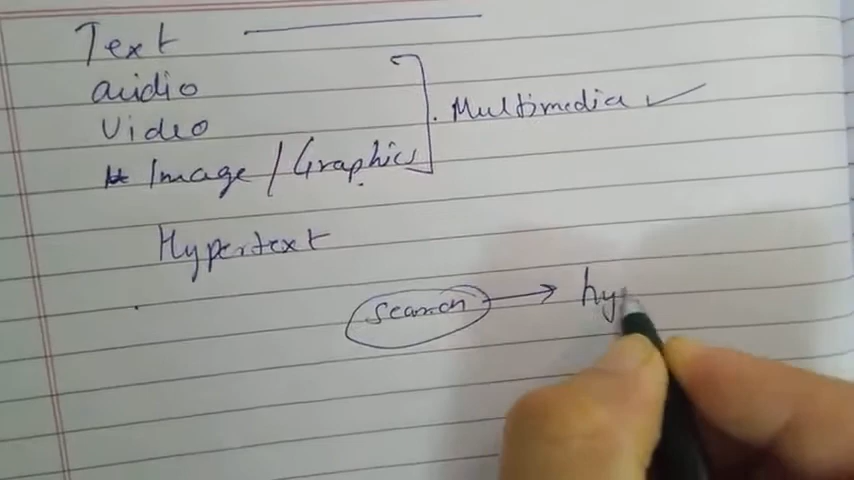 Text
audio
Video
Image / Graphics
Multimedia
Hypertext
search → hy